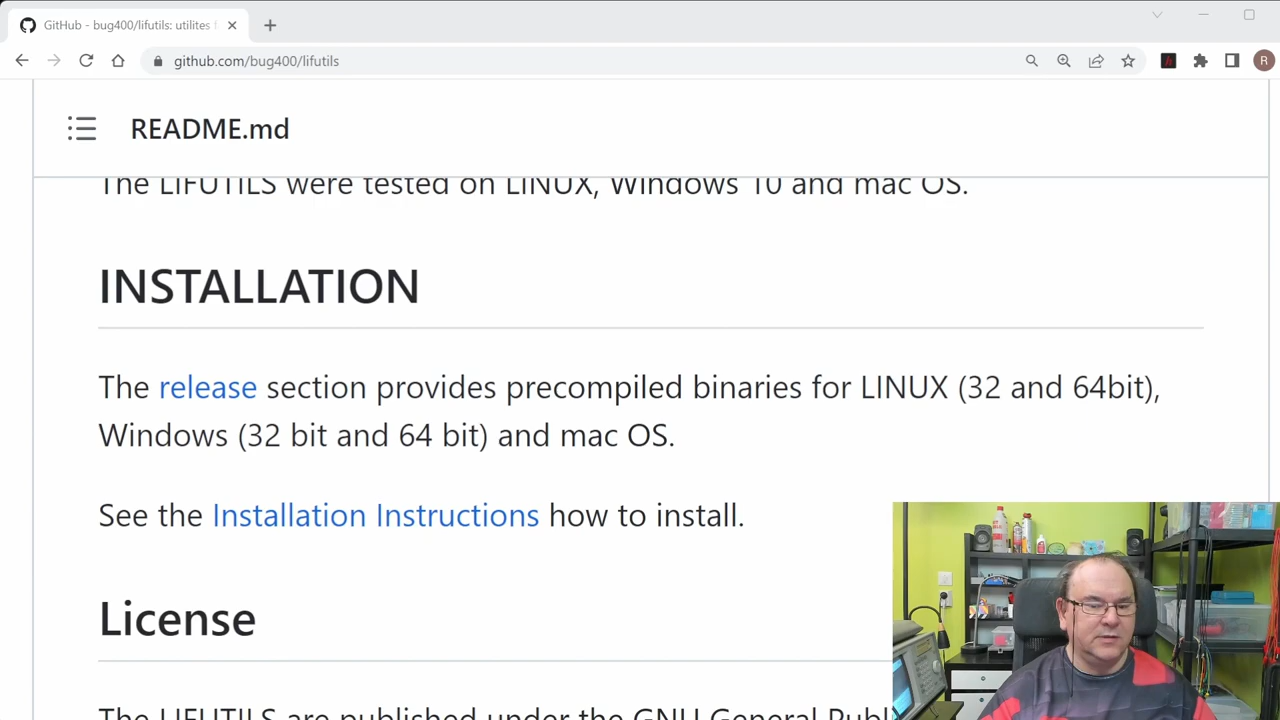 GitHub - bug400/lifutils: utilites f
github.com/bug400/lifutils
h
R
README.md
The LIFUTILS were tested on LINUX, Windows 10 and mac OS.
INSTALLATION
The release section provides precompiled binaries for LINUX (32 and 64bit),
Windows (32 bit and 64 bit) and mac OS.
See the Installation Instructions how to install.
License
The LIFUTILS are published under the GNU General Publ